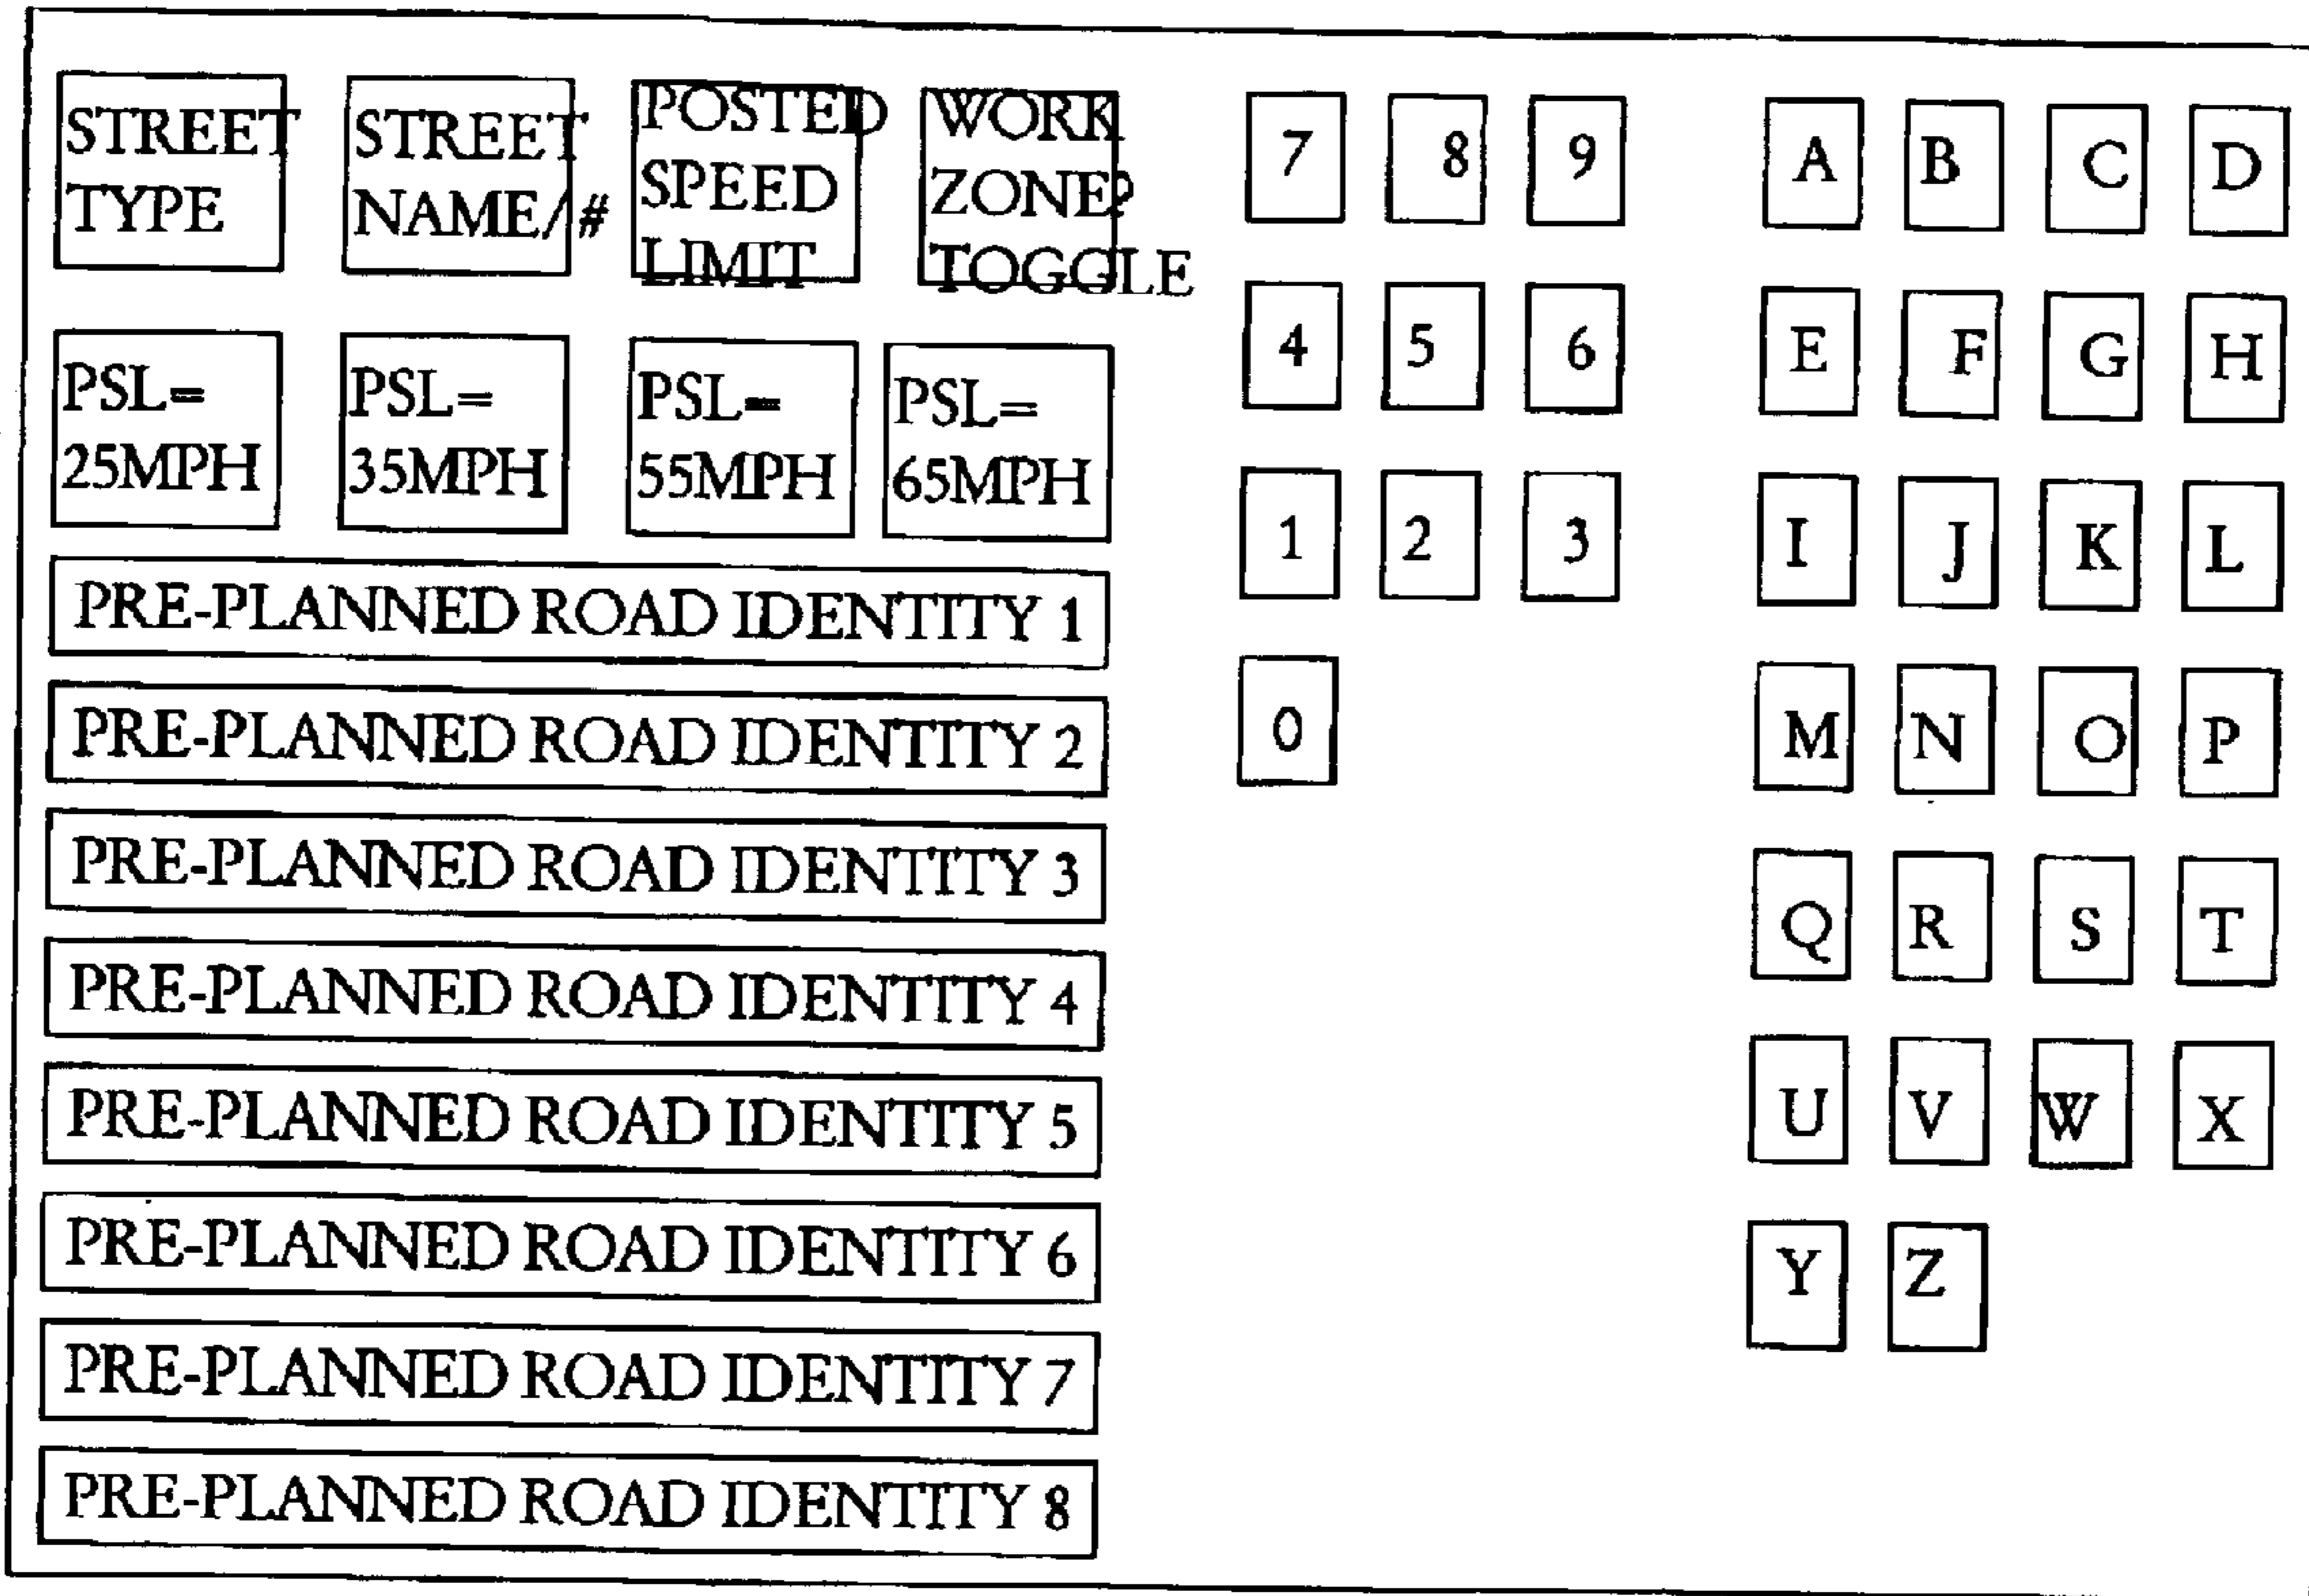 STREET
TYPE
STREET
NAME/#
POSTED
SPEED
LIMIT
WORK
ZONE?
TOGGLE
PSL=
25MPH
PSL=
35MPH
PSL=
55MPH
PSL=
65MPH
PRE-PLANNED ROAD IDENTITY 1
PRE-PLANNED ROAD IDENTITY 2
PRE-PLANNED ROAD IDENTITY 3
PRE-PLANNED ROAD IDENTITY 4
PRE-PLANNED ROAD IDENTITY 5
PRE-PLANNED ROAD IDENTITY 6
PRE-PLANNED ROAD IDENTITY 7
PRE-PLANNED ROAD IDENTITY 8
7 8 9
4 5 6
1 2 3
0
A B C D
E F G H
I J K L
M N O P
Q R S T
U V W X
Y Z